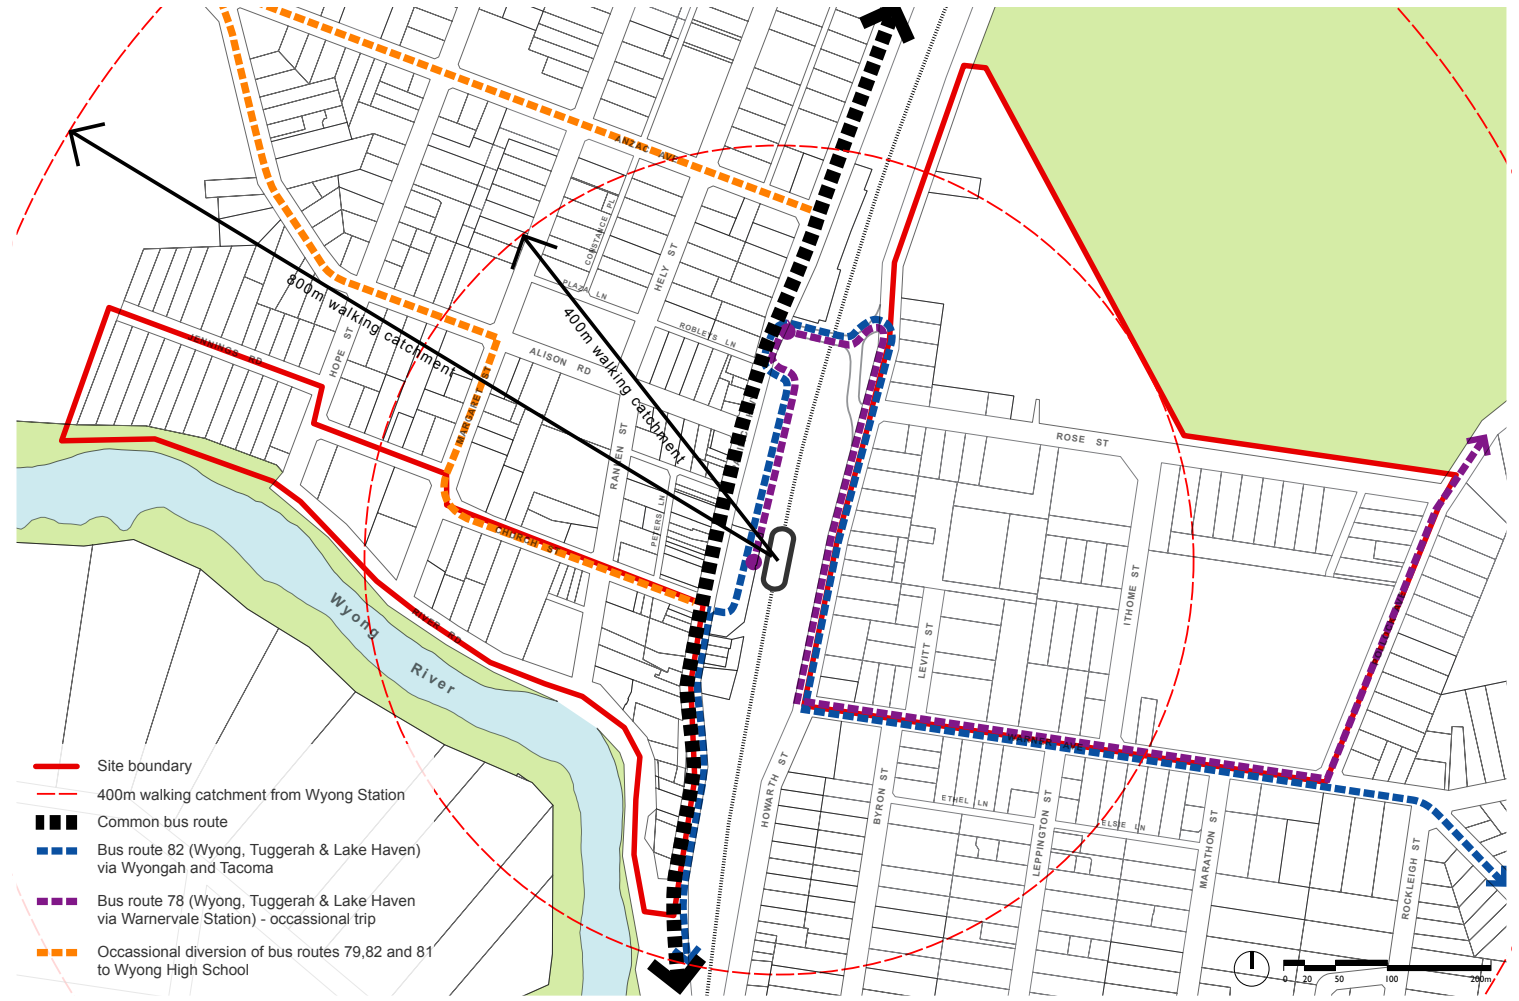 ANZAC AVE
CONSTANCE PL
HELY ST
PLAZA LN
ROBLEYS LN
800m walking catchment
400m walking catchment
JENNINGS RD
HOPE ST
ALISON RD
MARGARET ST
RANKEN ST
PETERS LN
CHURCH ST
RIVER RD
Wyong
River
ROSE ST
ITHOME ST
LEVITT ST
POLLOCK AVE
WARNER AVE
HOWARTH ST
BYRON ST
ETHEL LN
LEPPINGTON ST
ELSIE LN
MARATHON ST
ROCKLEIGH ST
Site boundary
400m walking catchment from Wyong Station
Common bus route
Bus route 82 (Wyong, Tuggerah & Lake Haven)
via Wyongah and Tacoma
Bus route 78 (Wyong, Tuggerah & Lake Haven
via Warnervale Station) - occassional trip
Occassional diversion of bus routes 79,82 and 81
to Wyong High School
0 20 50 100 200m